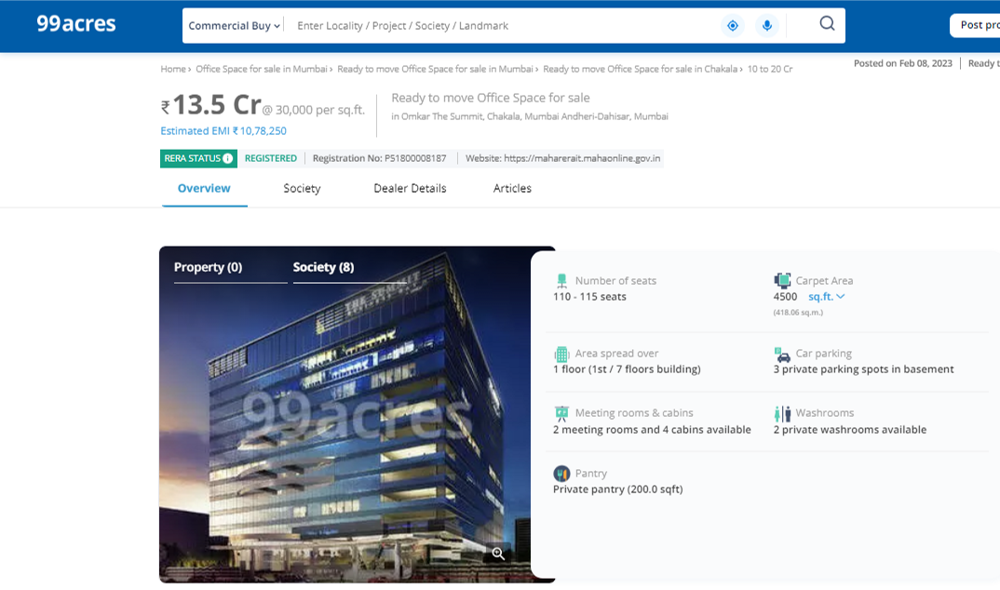 99acres
Commercial Buy
Enter Locality / Project / Society / Landmark
Post pro
Home › Office Space for sale in Mumbai › Ready to move Office Space for sale in Mumbai › Ready to move Office Space for sale in Chakala › 10 to 20 Cr
Posted on Feb 08, 2023 | Ready t
₹ 13.5 Cr @ 30,000 per sq.ft.
Estimated EMI ₹ 10,78,250
Ready to move Office Space for sale
in Omkar The Summit, Chakala, Mumbai Andheri-Dahisar, Mumbai
RERA STATUS i REGISTERED | Registration No: P51800008187 | Website: https://maharerait.mahaonline.gov.in
Overview Society Dealer Details Articles
Property (0) Society (8)
THE SUMMIT
99acres
Number of seats
110 - 115 seats
Carpet Area
4500 sq.ft.
(418.06 sq.m.)
Area spread over
1 floor (1st / 7 floors building)
Car parking
3 private parking spots in basement
Meeting rooms & cabins
2 meeting rooms and 4 cabins available
Washrooms
2 private washrooms available
Pantry
Private pantry (200.0 sqft)